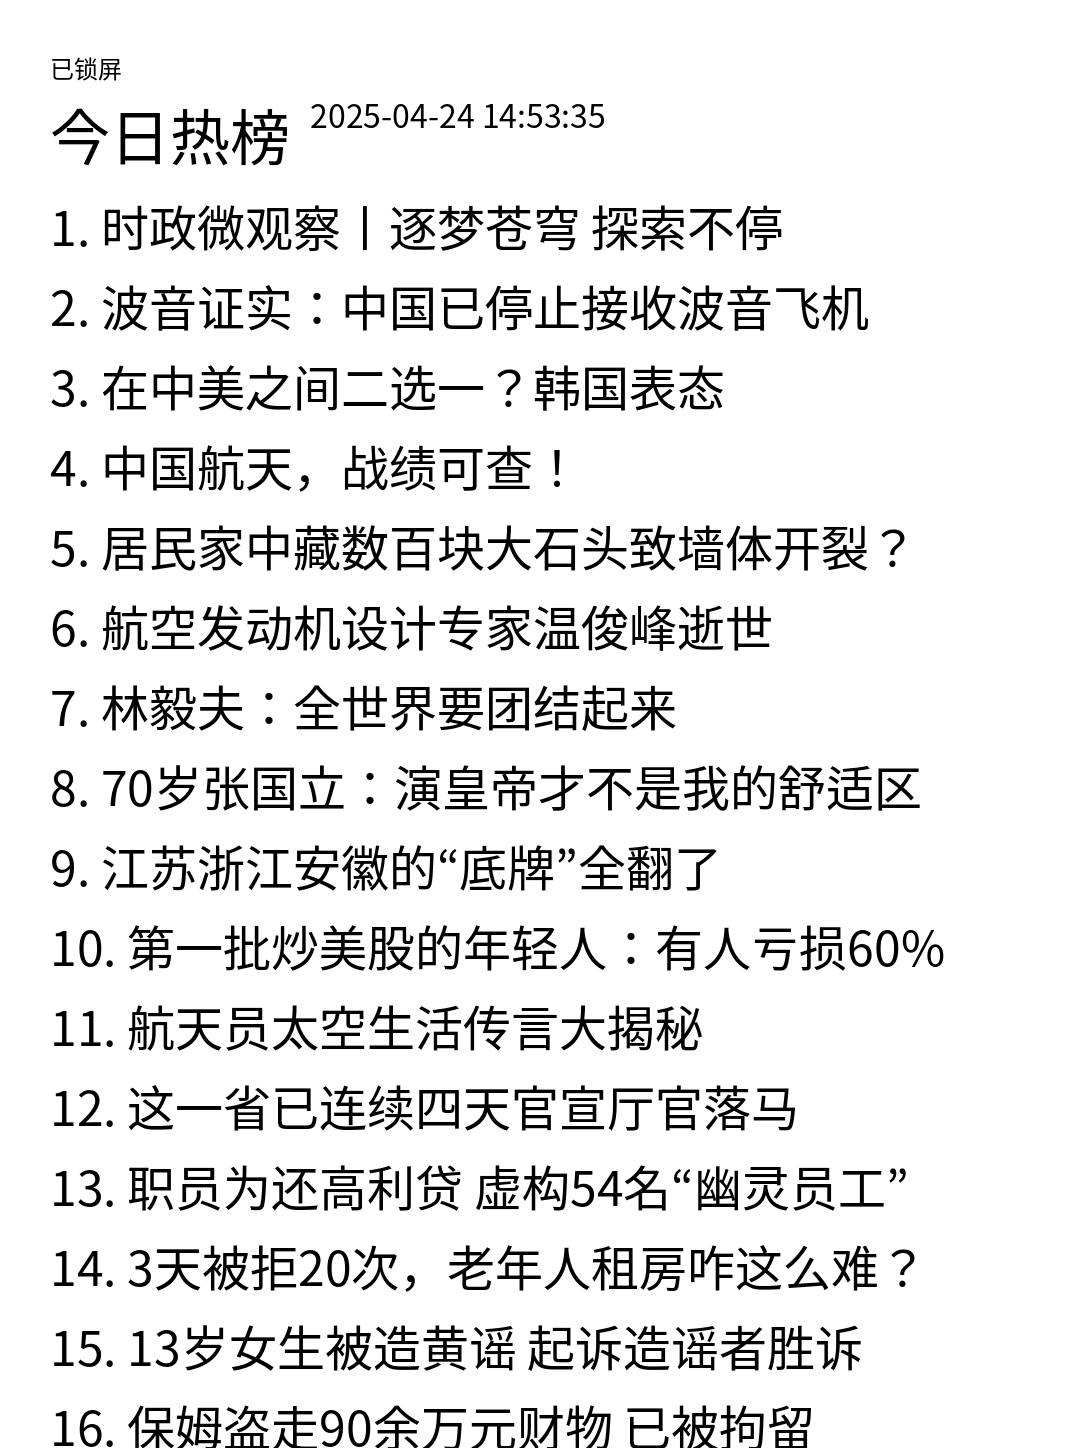 已锁屏
今日热榜 2025-04-24 14:53:35
1. 时政微观察丨逐梦苍穹 探索不停
2. 波音证实：中国已停止接收波音飞机
3. 在中美之间二选一？韩国表态
4. 中国航天，战绩可查！
5. 居民家中藏数百块大石头致墙体开裂？
6. 航空发动机设计专家温俊峰逝世
7. 林毅夫：全世界要团结起来
8. 70岁张国立：演皇帝才不是我的舒适区
9. 江苏浙江安徽的“底牌”全翻了
10. 第一批炒美股的年轻人：有人亏损60%
11. 航天员太空生活传言大揭秘
12. 这一省已连续四天官宣厅官落马
13. 职员为还高利贷 虚构54名“幽灵员工”
14. 3天被拒20次，老年人租房咋这么难？
15. 13岁女生被造黄谣 起诉造谣者胜诉
16. 保姆盗走90余万元财物 已被拘留